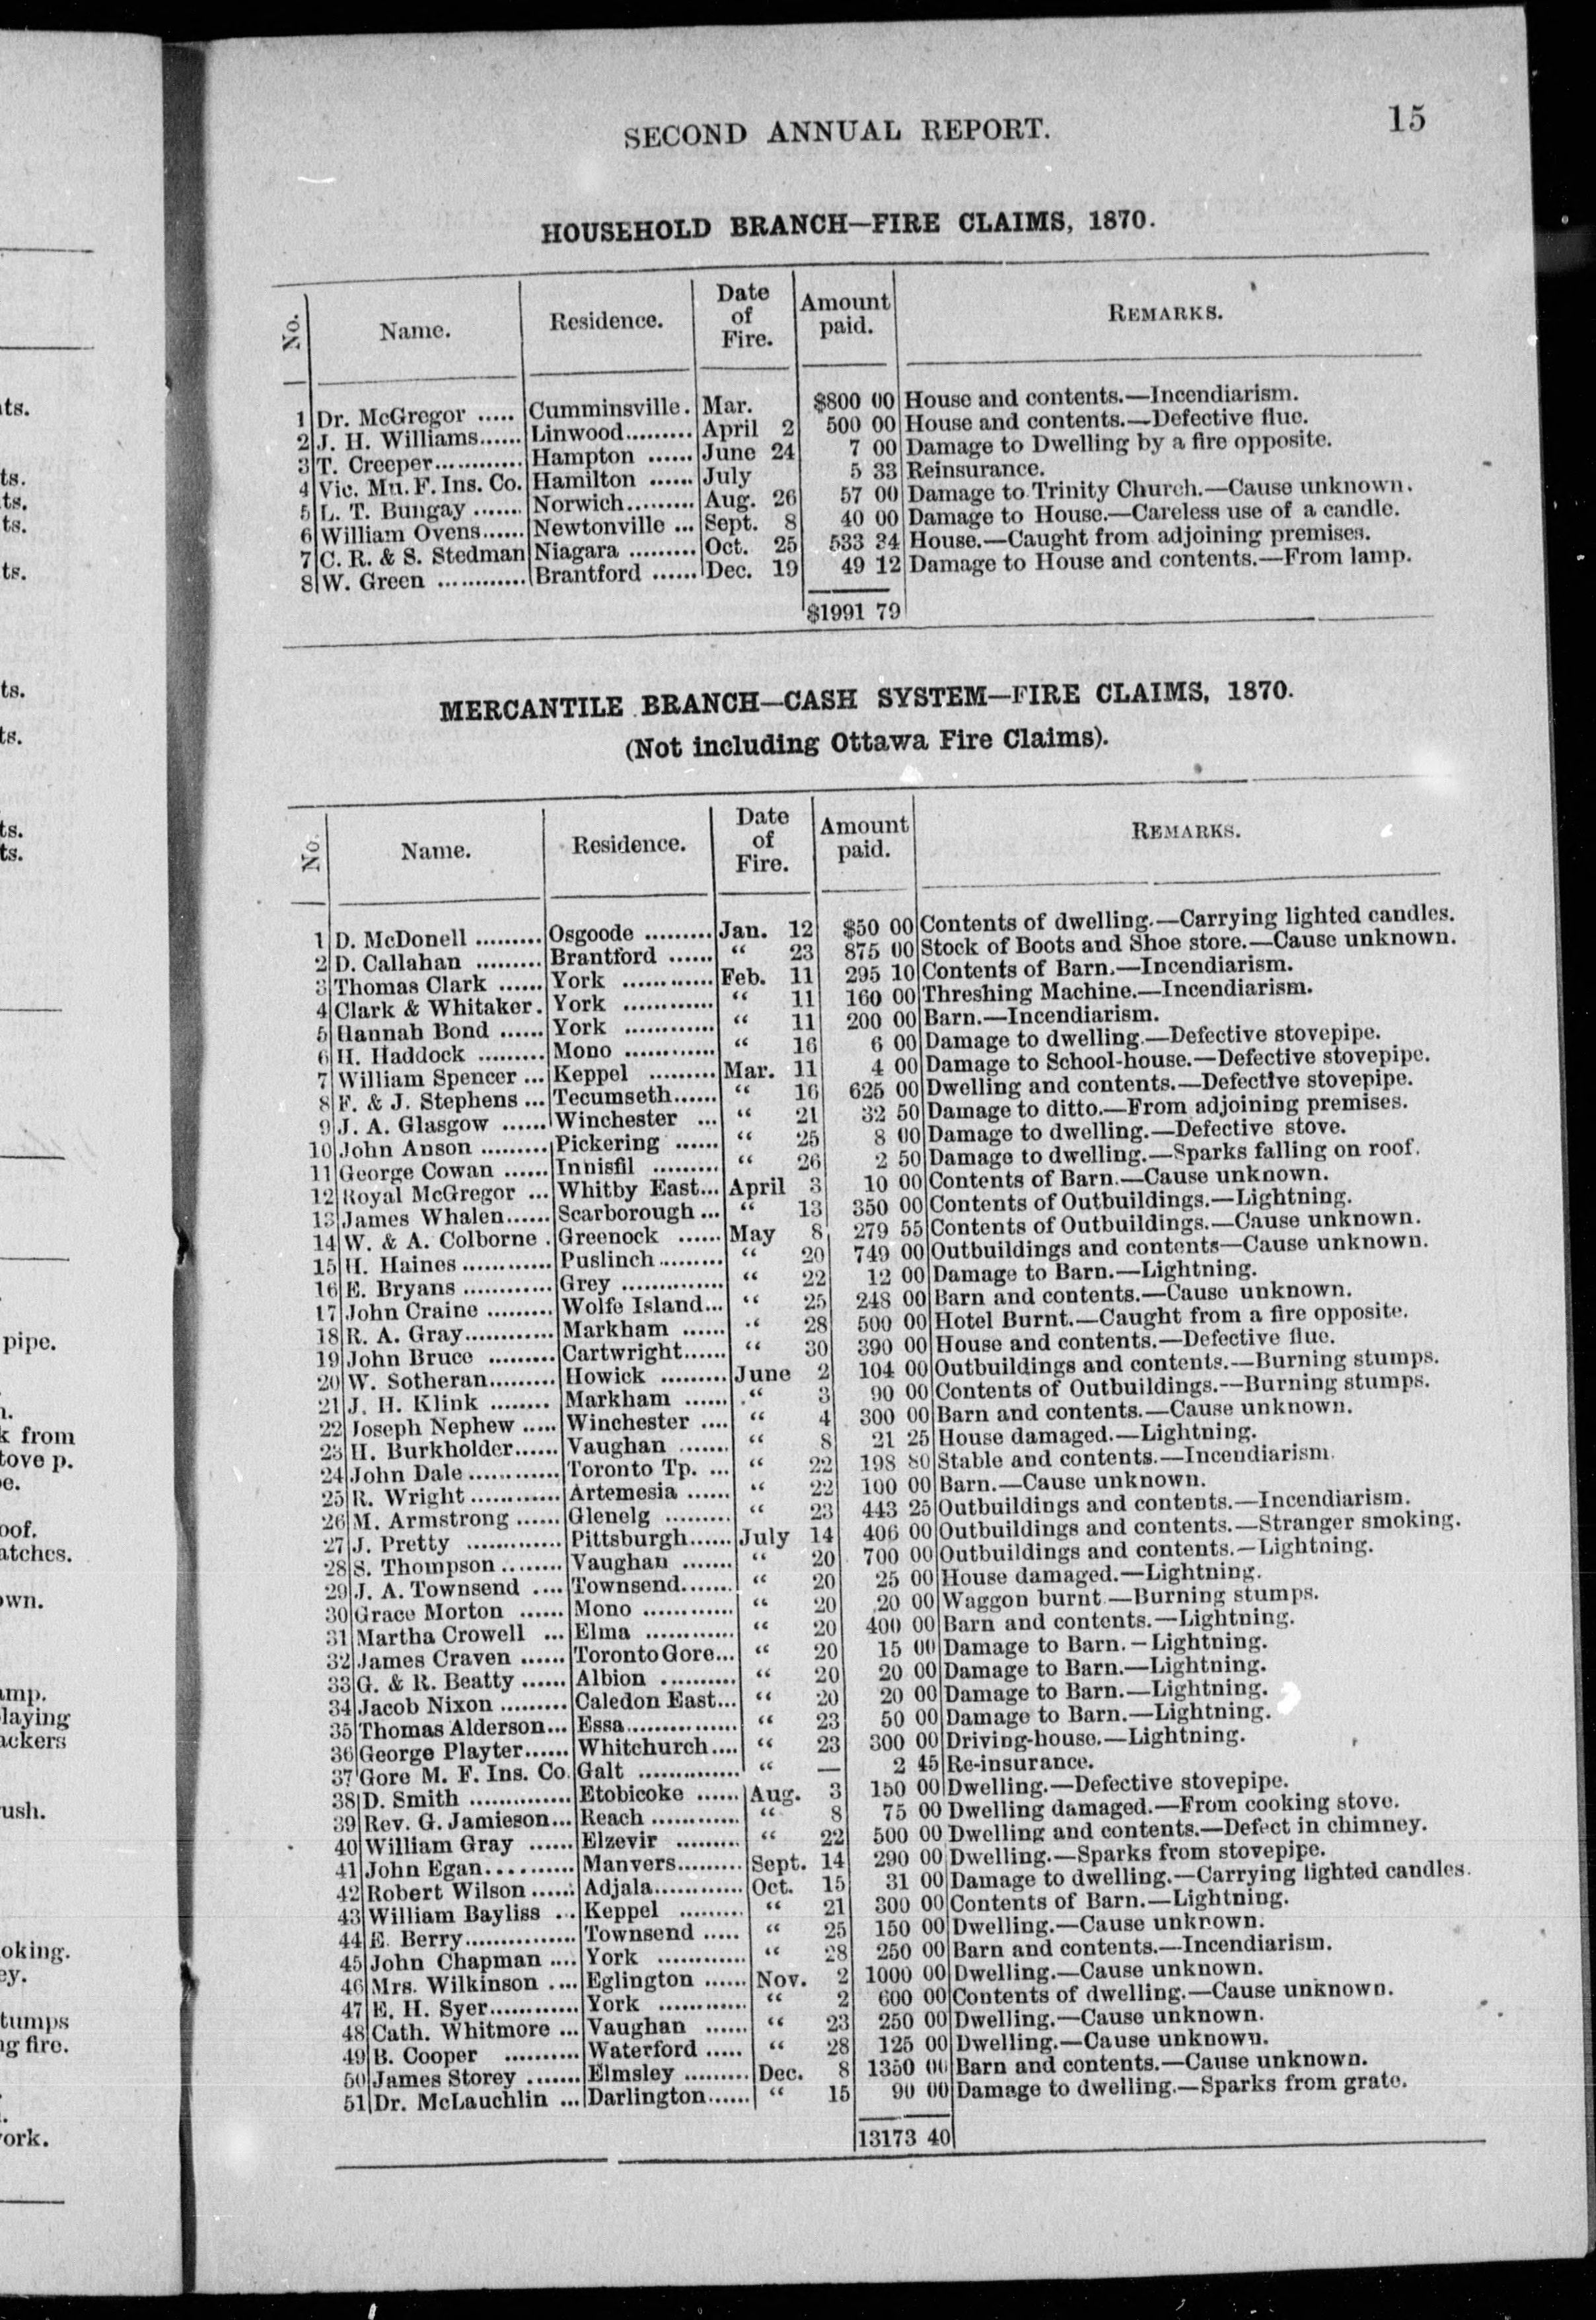 SECOND ANNUAL REPORT. 15
HOUSEHOLD BRANCH—FIRE CLAIMS, 1870.
No. Name. Residence. Date of Fire. Amount paid. REMARKS.
1 Dr. McGregor ..... Cumminsville. Mar. $800 00 House and contents.—Incendiarism.
2 J. H. Williams...... Linwood......... April 2 500 00 House and contents.—Defective flue.
3 T. Creeper............ Hampton ...... June 24 7 00 Damage to Dwelling by a fire opposite.
4 Vic. Mu. F. Ins. Co. Hamilton ...... July 5 33 Reinsurance.
5 L. T. Bungay ....... Norwich......... Aug. 26 57 00 Damage to Trinity Church.—Cause unknown.
6 William Ovens...... Newtonville ... Sept. 8 40 00 Damage to House.—Careless use of a candle.
7 C. R. & S. Stedman Niagara ......... Oct. 25 533 34 House.—Caught from adjoining premises.
8 W. Green ............ Brantford ...... Dec. 19 49 12 Damage to House and contents.—From lamp.
$1991 79
MERCANTILE BRANCH—CASH SYSTEM—FIRE CLAIMS, 1870.
(Not including Ottawa Fire Claims).
No. Name. Residence. Date of Fire. Amount paid. REMARKS.
1 D. McDonell ......... Osgoode ......... Jan. 12 $50 00 Contents of dwelling.—Carrying lighted candles.
2 D. Callahan ......... Brantford ...... “ 23 875 00 Stock of Boots and Shoe store.—Cause unknown.
3 Thomas Clark ...... York ............ Feb. 11 295 10 Contents of Barn.—Incendiarism.
4 Clark & Whitaker. York ............ “ 11 160 00 Threshing Machine.—Incendiarism.
5 Hannah Bond ...... York ............ “ 11 200 00 Barn.—Incendiarism.
6 H. Haddock ......... Mono ............ “ 16 6 00 Damage to dwelling.—Defective stovepipe.
7 William Spencer ... Keppel ......... Mar. 11 4 00 Damage to School-house.—Defective stovepipe.
8 F. & J. Stephens ... Tecumseth...... “ 16 625 00 Dwelling and contents.—Defective stovepipe.
9 J. A. Glasgow ...... Winchester ... “ 21 32 50 Damage to ditto.—From adjoining premises.
10 John Anson ......... Pickering ...... “ 25 8 00 Damage to dwelling.—Defective stove.
11 George Cowan ...... Innisfil ......... “ 26 2 50 Damage to dwelling.—Sparks falling on roof.
12 Royal McGregor ... Whitby East... April 3 10 00 Contents of Barn.—Cause unknown.
13 James Whalen...... Scarborough ... “ 13 350 00 Contents of Outbuildings.—Lightning.
14 W. & A. Colborne . Greenock ...... May 8 279 55 Contents of Outbuildings.—Cause unknown.
15 H. Haines ............ Puslinch......... “ 20 749 00 Outbuildings and contents—Cause unknown.
16 E. Bryans ............ Grey .............. “ 22 12 00 Damage to Barn.—Lightning.
17 John Craine ......... Wolfe Island... “ 25 248 00 Barn and contents.—Cause unknown.
18 R. A. Gray............ Markham ...... “ 28 500 00 Hotel Burnt.—Caught from a fire opposite.
19 John Bruce ......... Cartwright...... “ 30 390 00 House and contents.—Defective flue.
20 W. Sotheran......... Howick ......... June 2 104 00 Outbuildings and contents.—Burning stumps.
21 J. H. Klink ........ Markham ...... “ 3 90 00 Contents of Outbuildings.—Burning stumps.
22 Joseph Nephew ..... Winchester .... “ 4 300 00 Barn and contents.—Cause unknown.
23 H. Burkholder...... Vaughan ....... “ 8 21 25 House damaged.—Lightning.
24 John Dale ............ Toronto Tp. ... “ 22 198 80 Stable and contents.—Incendiarism.
25 R. Wright ............ Artemesia ...... “ 22 100 00 Barn.—Cause unknown.
26 M. Armstrong ...... Glenelg ......... “ 23 443 25 Outbuildings and contents.—Incendiarism.
27 J. Pretty ............. Pittsburgh...... July 14 406 00 Outbuildings and contents.—Stranger smoking.
28 S. Thompson ........ Vaughan ....... “ 20 700 00 Outbuildings and contents.—Lightning.
29 J. A. Townsend .... Townsend....... “ 20 25 00 House damaged.—Lightning.
30 Grace Morton ...... Mono ............ “ 20 20 00 Waggon burnt—Burning stumps.
31 Martha Crowell ... Elma ............ “ 20 400 00 Barn and contents.—Lightning.
32 James Craven ...... Toronto Gore... “ 20 15 00 Damage to Barn.—Lightning.
33 G. & R. Beatty ...... Albion .......... “ 20 20 00 Damage to Barn.—Lightning.
34 Jacob Nixon ......... Caledon East... “ 20 20 00 Damage to Barn.—Lightning.
35 Thomas Alderson... Essa............... “ 23 50 00 Damage to Barn.—Lightning.
36 George Playter...... Whitchurch.... “ 23 300 00 Driving-house.—Lightning.
37 Gore M. F. Ins. Co. Galt .............. “ — 2 45 Re-insurance.
38 D. Smith .............. Etobicoke ...... Aug. 3 150 00 Dwelling.—Defective stovepipe.
39 Rev. G. Jamieson... Reach ............ “ 8 75 00 Dwelling damaged.—From cooking stove.
40 William Gray ...... Elzevir ......... “ 22 500 00 Dwelling and contents.—Defect in chimney.
41 John Egan.......... Manvers......... Sept. 14 290 00 Dwelling.—Sparks from stovepipe.
42 Robert Wilson ...... Adjala............ Oct. 15 31 00 Damage to dwelling.—Carrying lighted candles.
43 William Bayliss ... Keppel ......... “ 21 300 00 Contents of Barn.—Lightning.
44 E. Berry............... Townsend ..... “ 25 150 00 Dwelling.—Cause unknown.
45 John Chapman .... York ............ “ 28 250 00 Barn and contents.—Incendiarism.
46 Mrs. Wilkinson .... Eglington ...... Nov. 2 1000 00 Dwelling.—Cause unknown.
47 E. H. Syer............ York ............ “ 2 600 00 Contents of dwelling.—Cause unknown.
48 Cath. Whitmore ... Vaughan ...... “ 23 250 00 Dwelling.—Cause unknown.
49 B. Cooper .......... Waterford ..... “ 28 125 00 Dwelling.—Cause unknown.
50 James Storey ....... Elmsley ......... Dec. 8 1350 00 Barn and contents.—Cause unknown.
51 Dr. McLauchlin ... Darlington...... “ 15 90 00 Damage to dwelling.—Sparks from grate.
13173 40